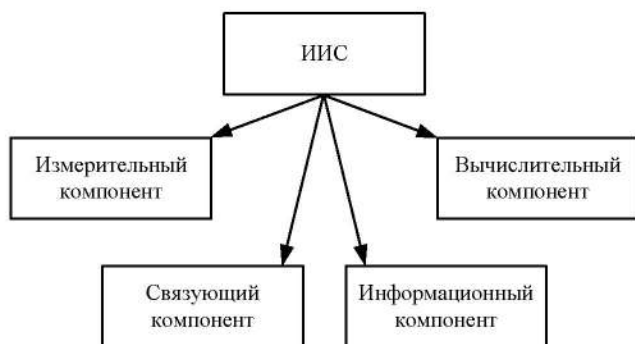 ИИС
Измерительный
компонент
Вычислительный
компонент
Связующий
компонент
Информационный
компонент